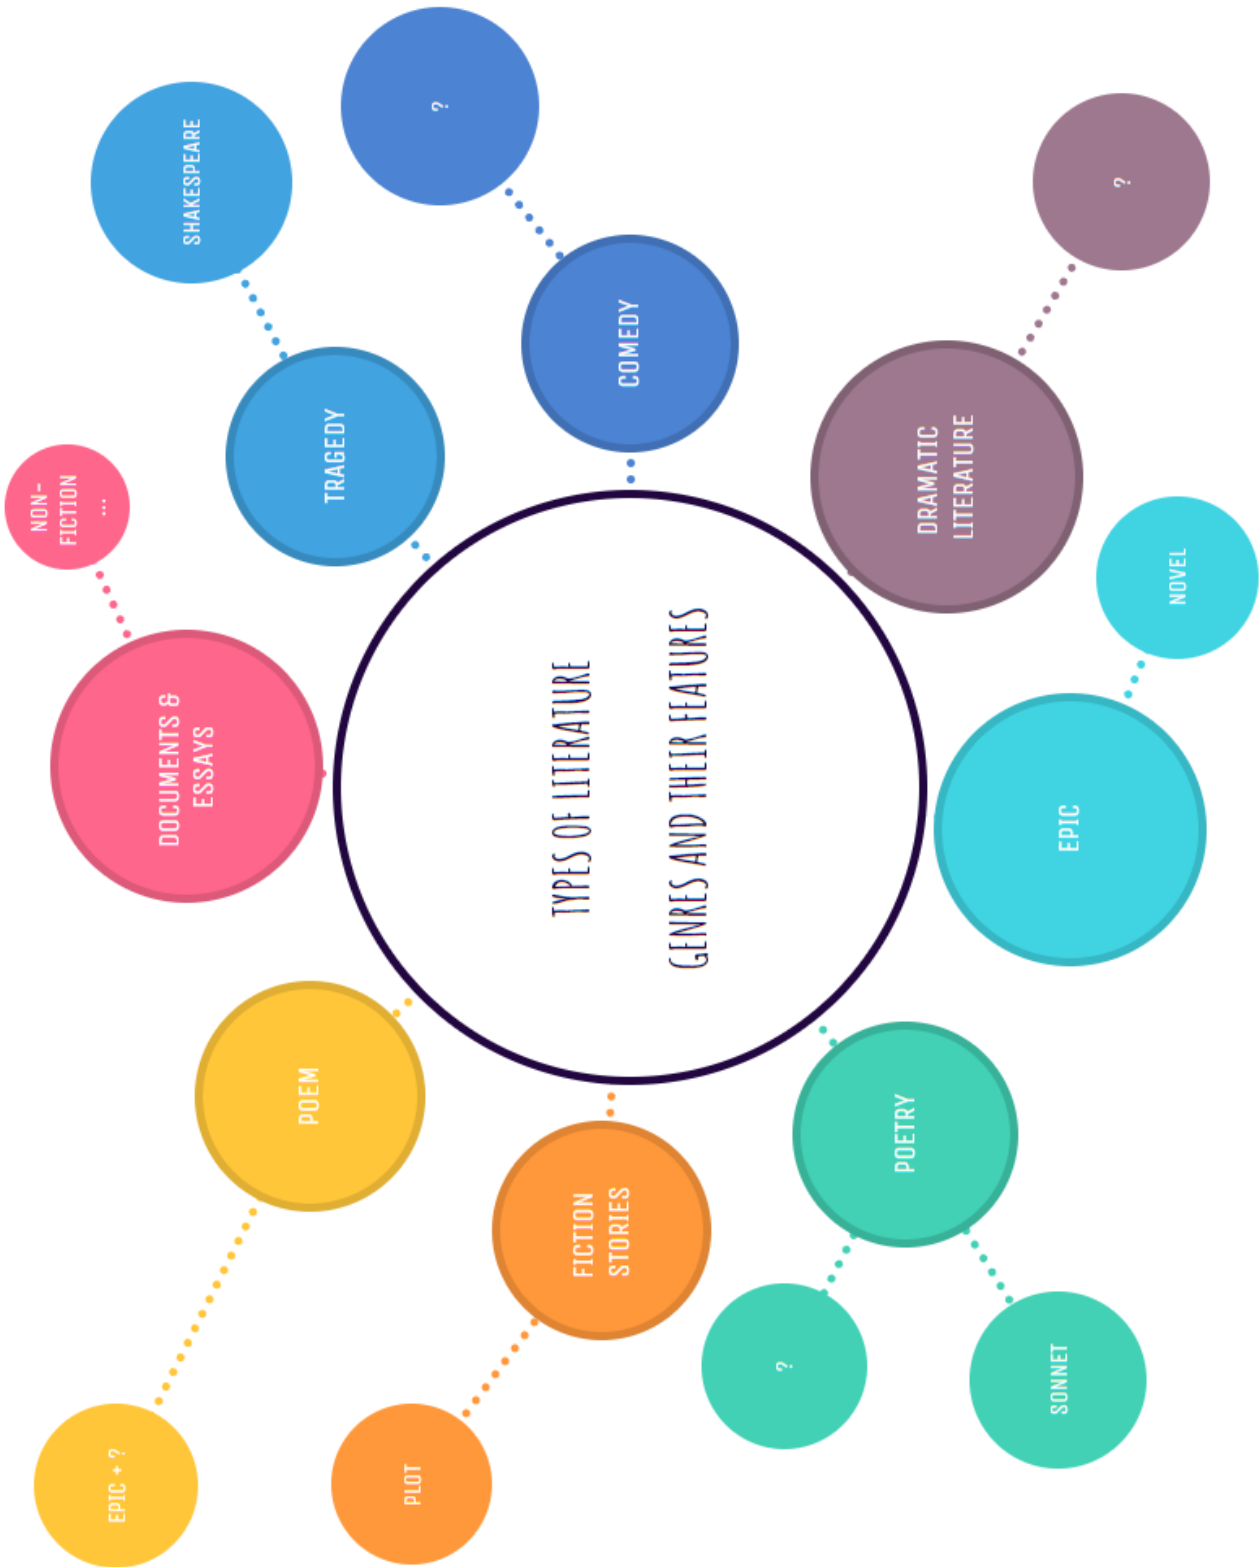 TYPES OF LITERATURE
GENRES AND THEIR FEATURES
COMEDY
?
DRAMATIC
LITERATURE
?
EPIC
NOVEL
POETRY
SONNET
?
FICTION
STORIES
PLOT
POEM
EPIC + ?
DOCUMENTS &
ESSAYS
NON-
FICTION
...
TRAGEDY
SHAKESPEARE